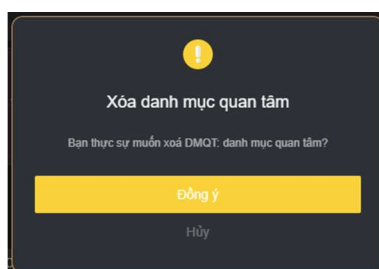 Xóa danh mục quan tâm
Bạn thực sự muốn xoá DMQT: danh mục quan tâm?
Đồng ý
Hủy